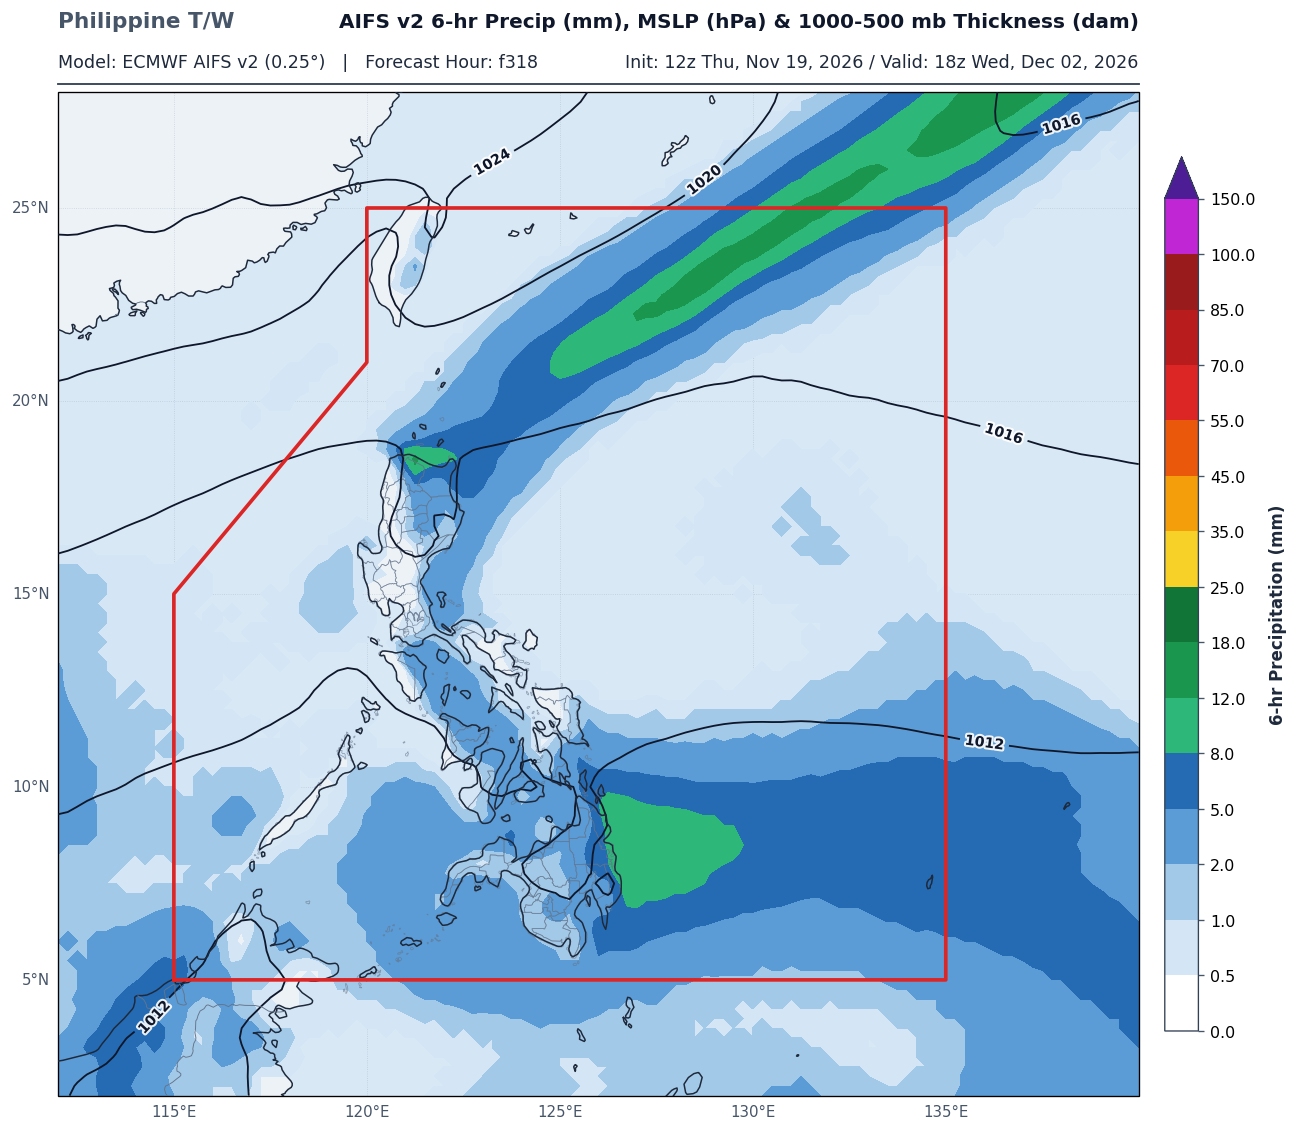 Philippine T/W
AIFS v2 6-hr Precip (mm), MSLP (hPa) & 1000-500 mb Thickness (dam)
Model: ECMWF AIFS v2 (0.25°) | Forecast Hour: f318
Init: 12z Thu, Nov 19, 2026 / Valid: 18z Wed, Dec 02, 2026
1016
1024
1020
1016
1012
1012
25°N
20°N
15°N
10°N
5°N
115°E
120°E
125°E
130°E
135°E
150.0
100.0
85.0
70.0
55.0
45.0
35.0
25.0
18.0
12.0
8.0
5.0
2.0
1.0
0.5
0.0
6-hr Precipitation (mm)